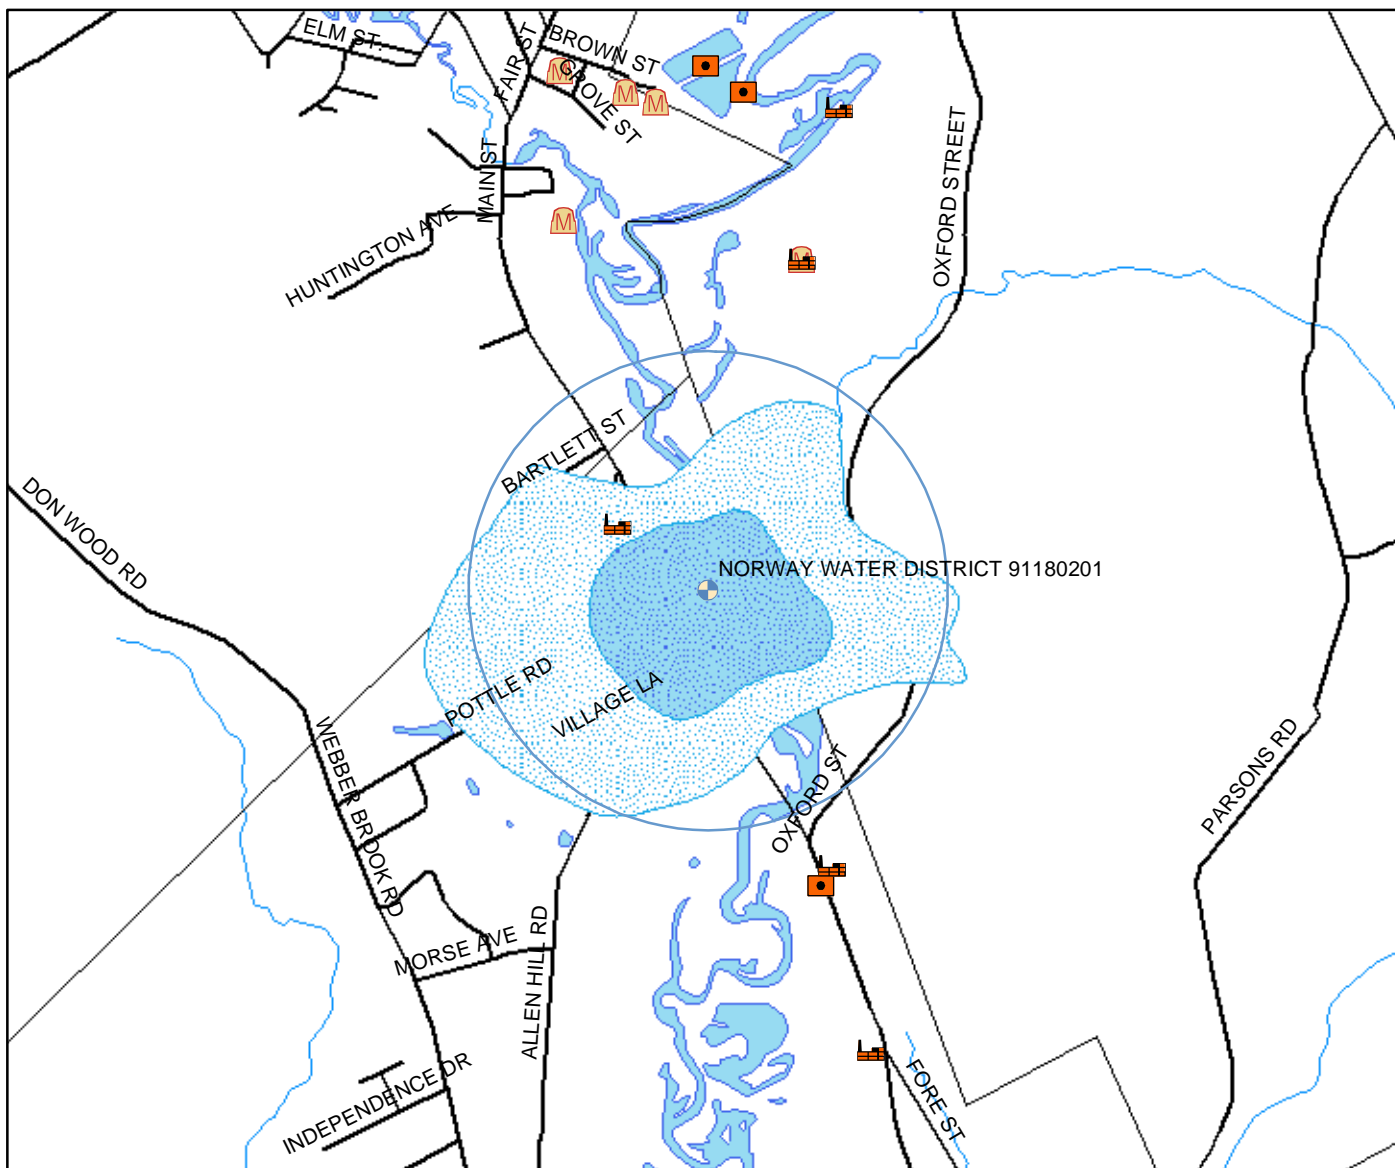 ELM ST.
FAIR ST
BROWN ST
M
GROVE ST
M
M
MAIN ST
OXFORD STREET
HUNTINGTON AVE
M
M
BARTLETT ST
DON WOOD RD
NORWAY WATER DISTRICT 91180201
POTTLE RD
VILLAGE LA
WEBBER BROOK RD
OXFORD ST
PARSONS RD
MORSE AVE
ALLEN HILL RD
INDEPENDENCE DR
FORE ST